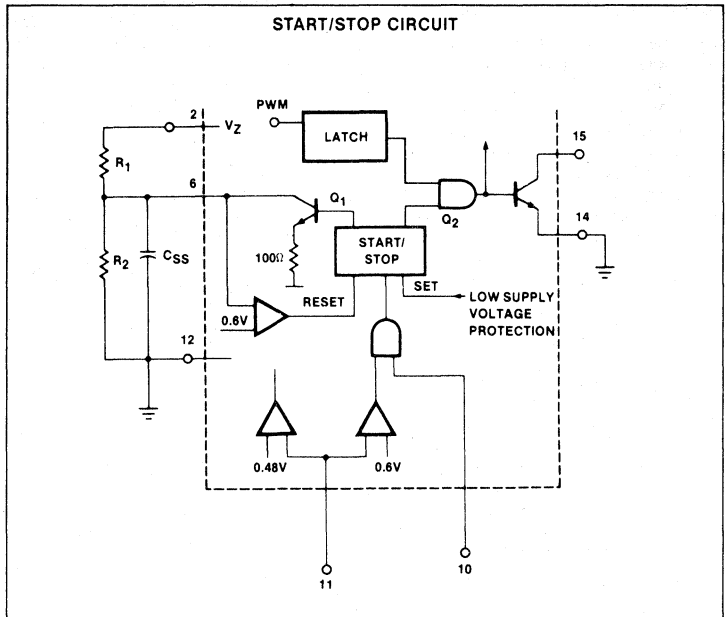 START/STOP CIRCUIT
PWM
2
VZ
LATCH
15
R1
6
Q1
Q2
14
100Ω
START/
STOP
R2
CSS
SET
RESET
LOW SUPPLY
VOLTAGE
PROTECTION
0.6V
12
0.48V
0.6V
11
10